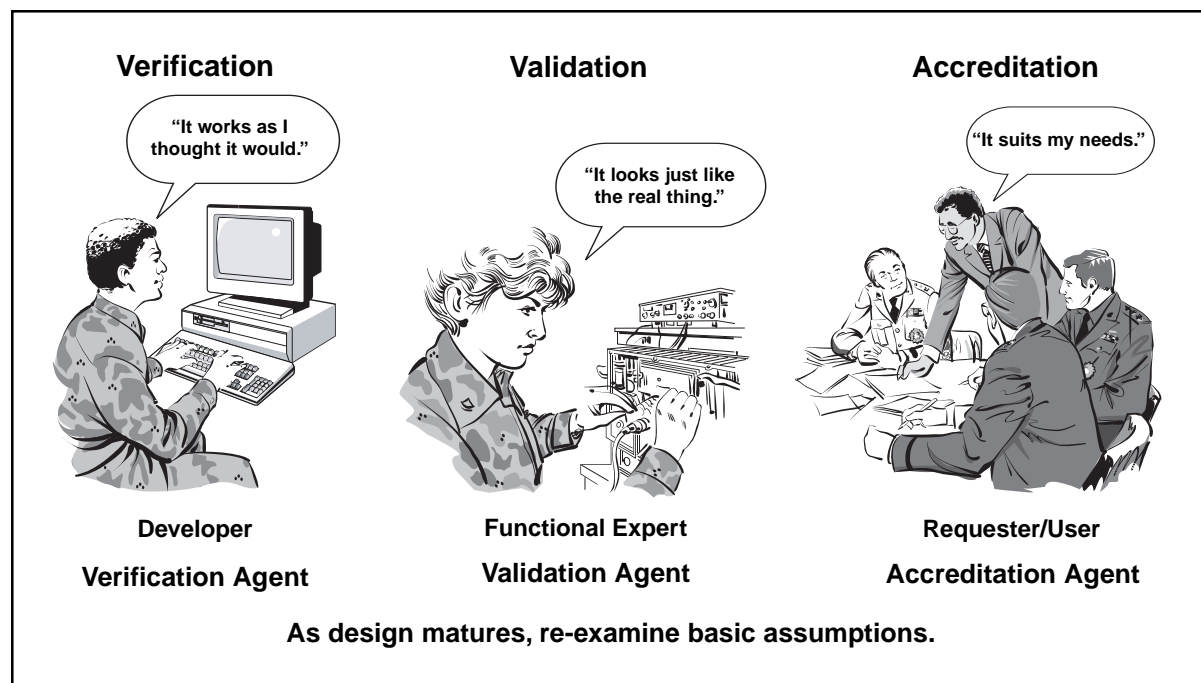 Verification
Validation
Accreditation
“It works as I
thought it would.”
“It looks just like
the real thing.”
“It suits my needs.”
Developer
Verification Agent
Functional Expert
Validation Agent
Requester/User
Accreditation Agent
As design matures, re-examine basic assumptions.